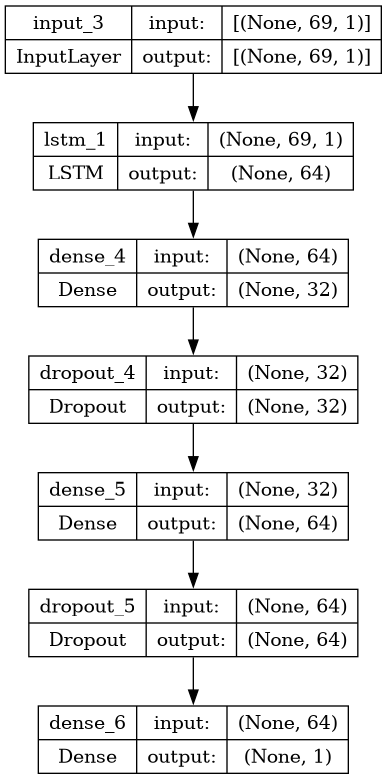 input_3 input: [(None, 69, 1)]
InputLayer output: [(None, 69, 1)]
lstm_1 input: (None, 69, 1)
LSTM output: (None, 64)
dense_4 input: (None, 64)
Dense output: (None, 32)
dropout_4 input: (None, 32)
Dropout output: (None, 32)
dense_5 input: (None, 32)
Dense output: (None, 64)
dropout_5 input: (None, 64)
Dropout output: (None, 64)
dense_6 input: (None, 64)
Dense output: (None, 1)